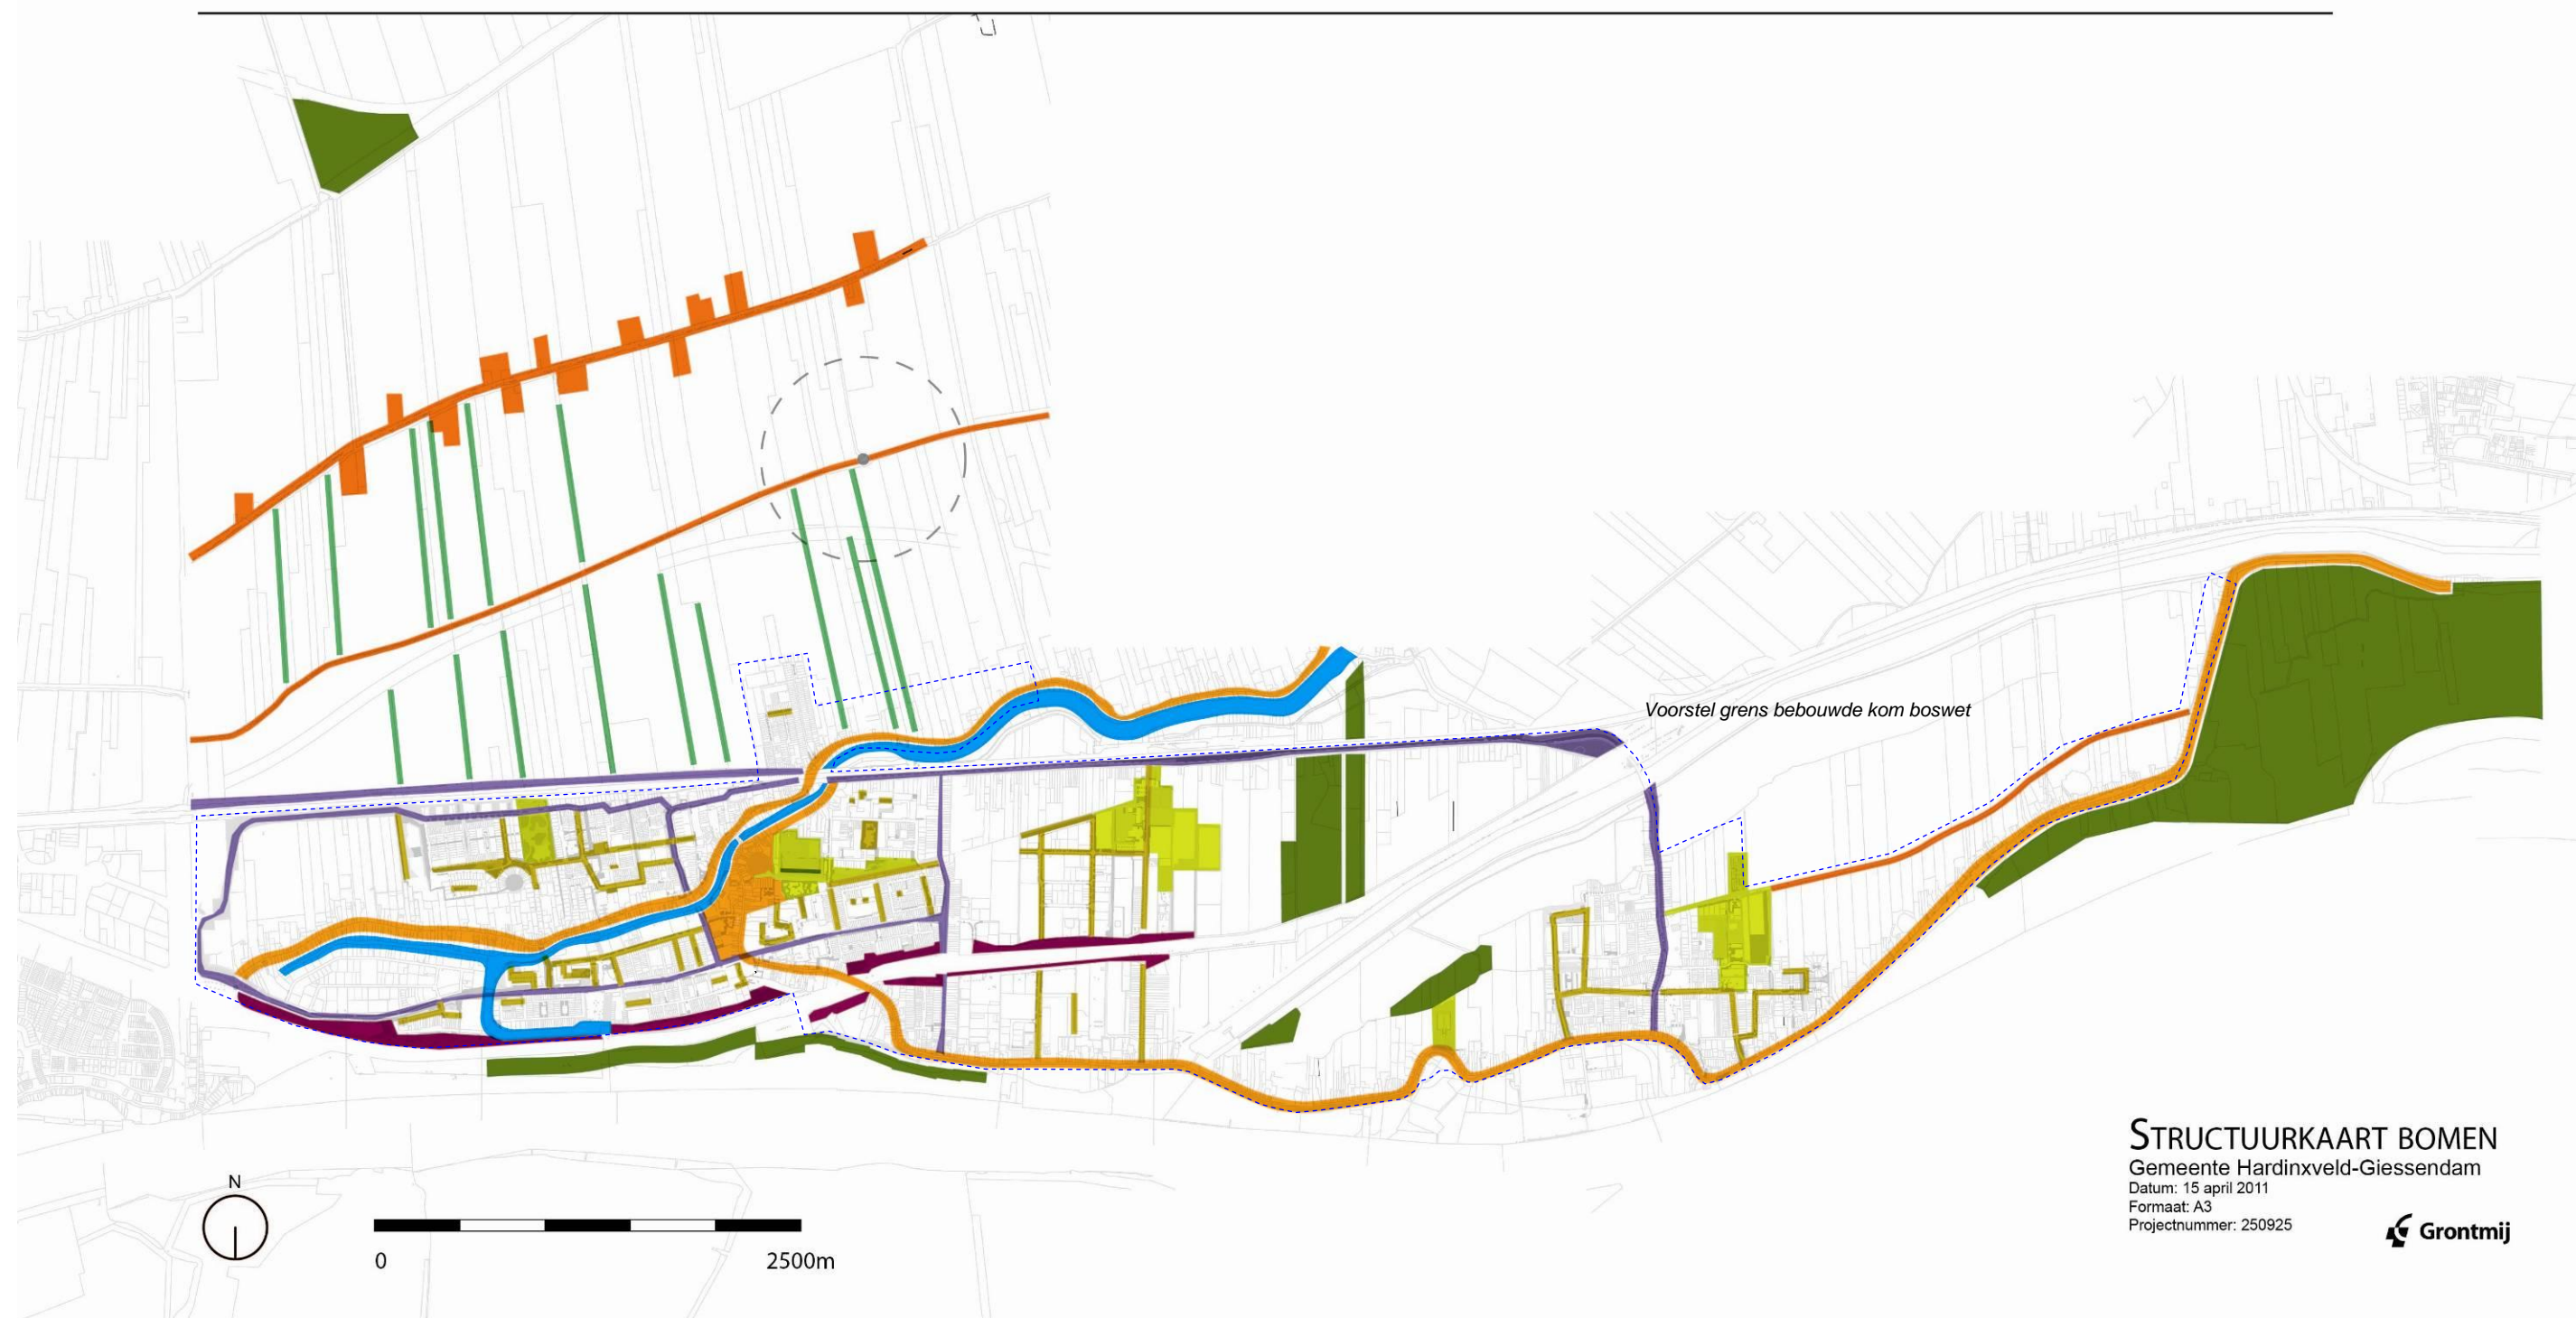 Voorstel grens bebouwde kom boswet
STRUCTUURKAART BOMEN
Gemeente Hardinxveld-Giessendam
Datum: 15 april 2011
Formaat: A3
Projectnummer: 250925
Grontmij
N
0 2500m